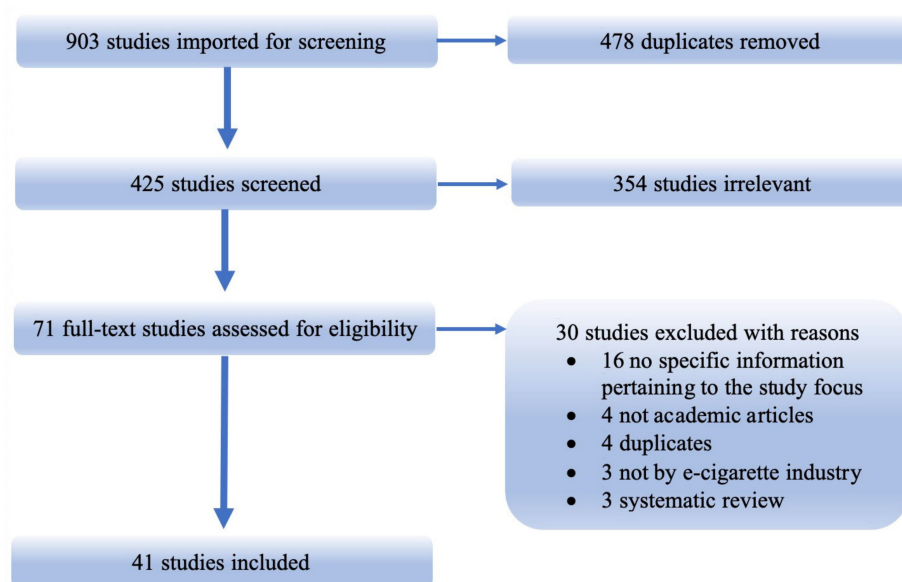 903 studies imported for screening
478 duplicates removed
425 studies screened
354 studies irrelevant
71 full-text studies assessed for eligibility
30 studies excluded with reasons
• 16 no specific information
pertaining to the study focus
• 4 not academic articles
• 4 duplicates
• 3 not by e-cigarette industry
• 3 systematic review
41 studies included